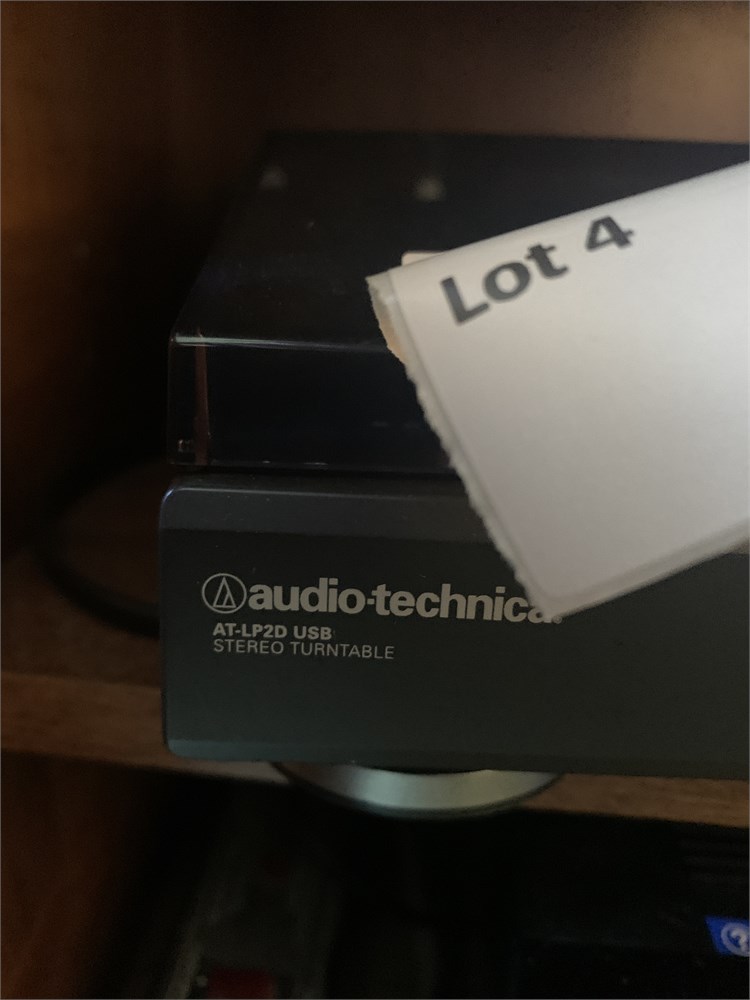 Lot 4
audio-technica
AT-LP2D USB
STEREO TURNTABLE